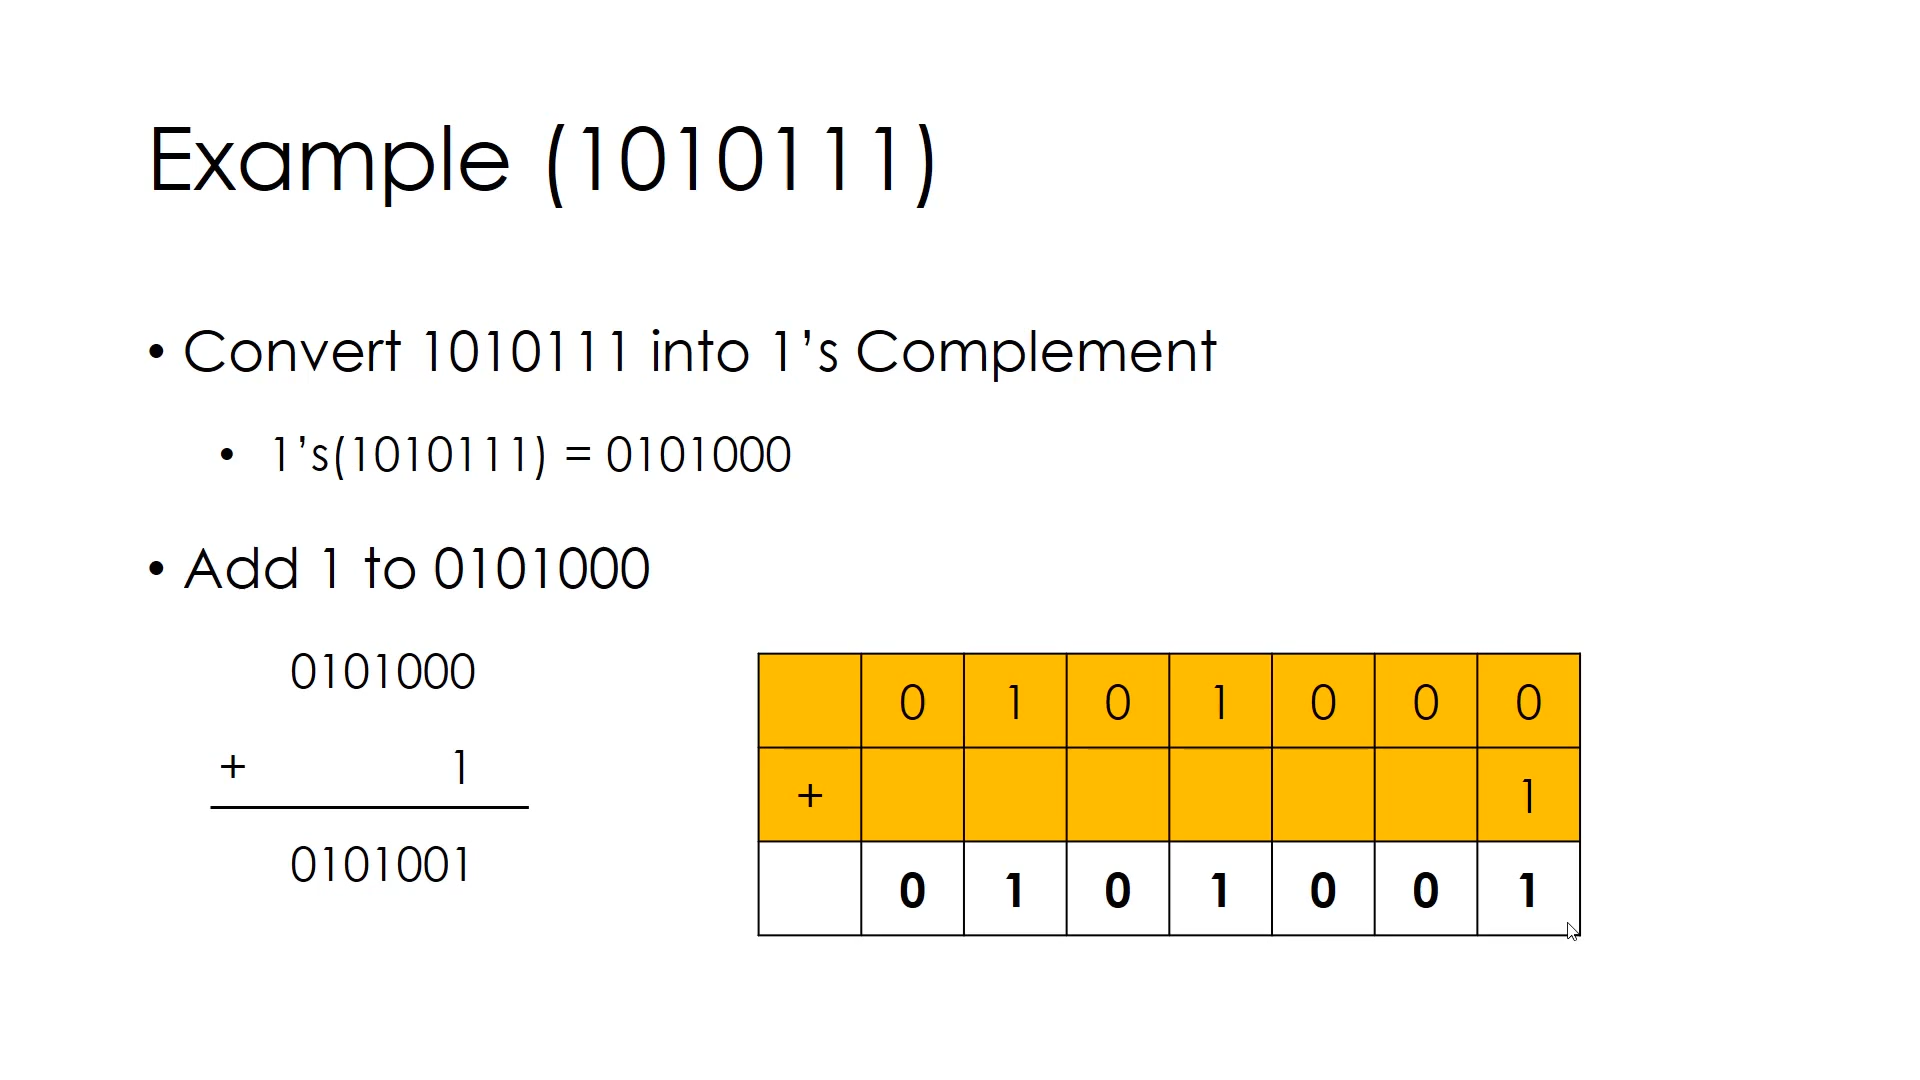 Example (1010111)
• Convert 1010111 into 1’s Complement
• 1’s(1010111) = 0101000
• Add 1 to 0101000
0101000
+ 1
0101001
0 1 0 1 0 0 0
+ 1
0 1 0 1 0 0 1